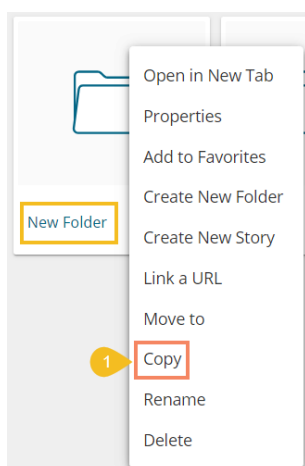 Open in New Tab
Properties
Add to Favorites
Create New Folder
New Folder
Create New Story
Link a URL
Move to
1
Copy
Rename
Delete